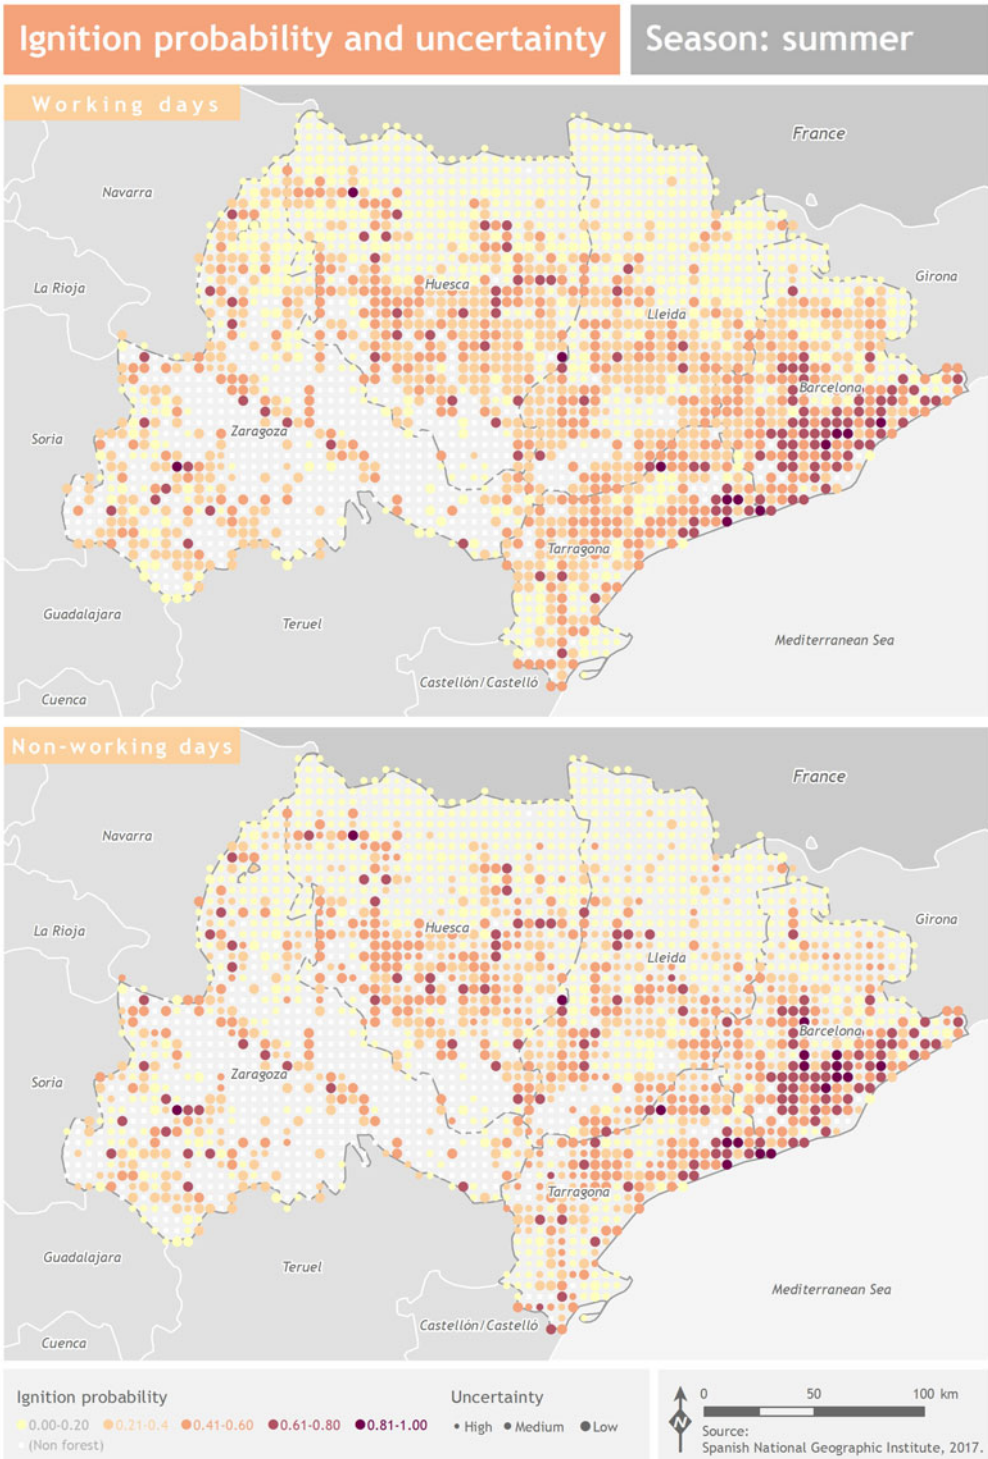 Ignition probability and uncertainty
Season: summer
Working days
France
Navarra
La Rioja
Girona
Huesca
Lleida
Barcelona
Soria
Zaragoza
Tarragona
Guadalajara
Teruel
Mediterranean Sea
Castellón/Castelló
Cuenca
Non-working days
France
Navarra
La Rioja
Girona
Huesca
Lleida
Barcelona
Soria
Zaragoza
Tarragona
Guadalajara
Teruel
Mediterranean Sea
Castellón/Castelló
Cuenca
Ignition probability
0.00-0.20 0.21-0.4 0.41-0.60 0.61-0.80 0.81-1.00
(Non forest)
Uncertainty
High Medium Low
N
0 50 100 km
Source:
Spanish National Geographic Institute, 2017.